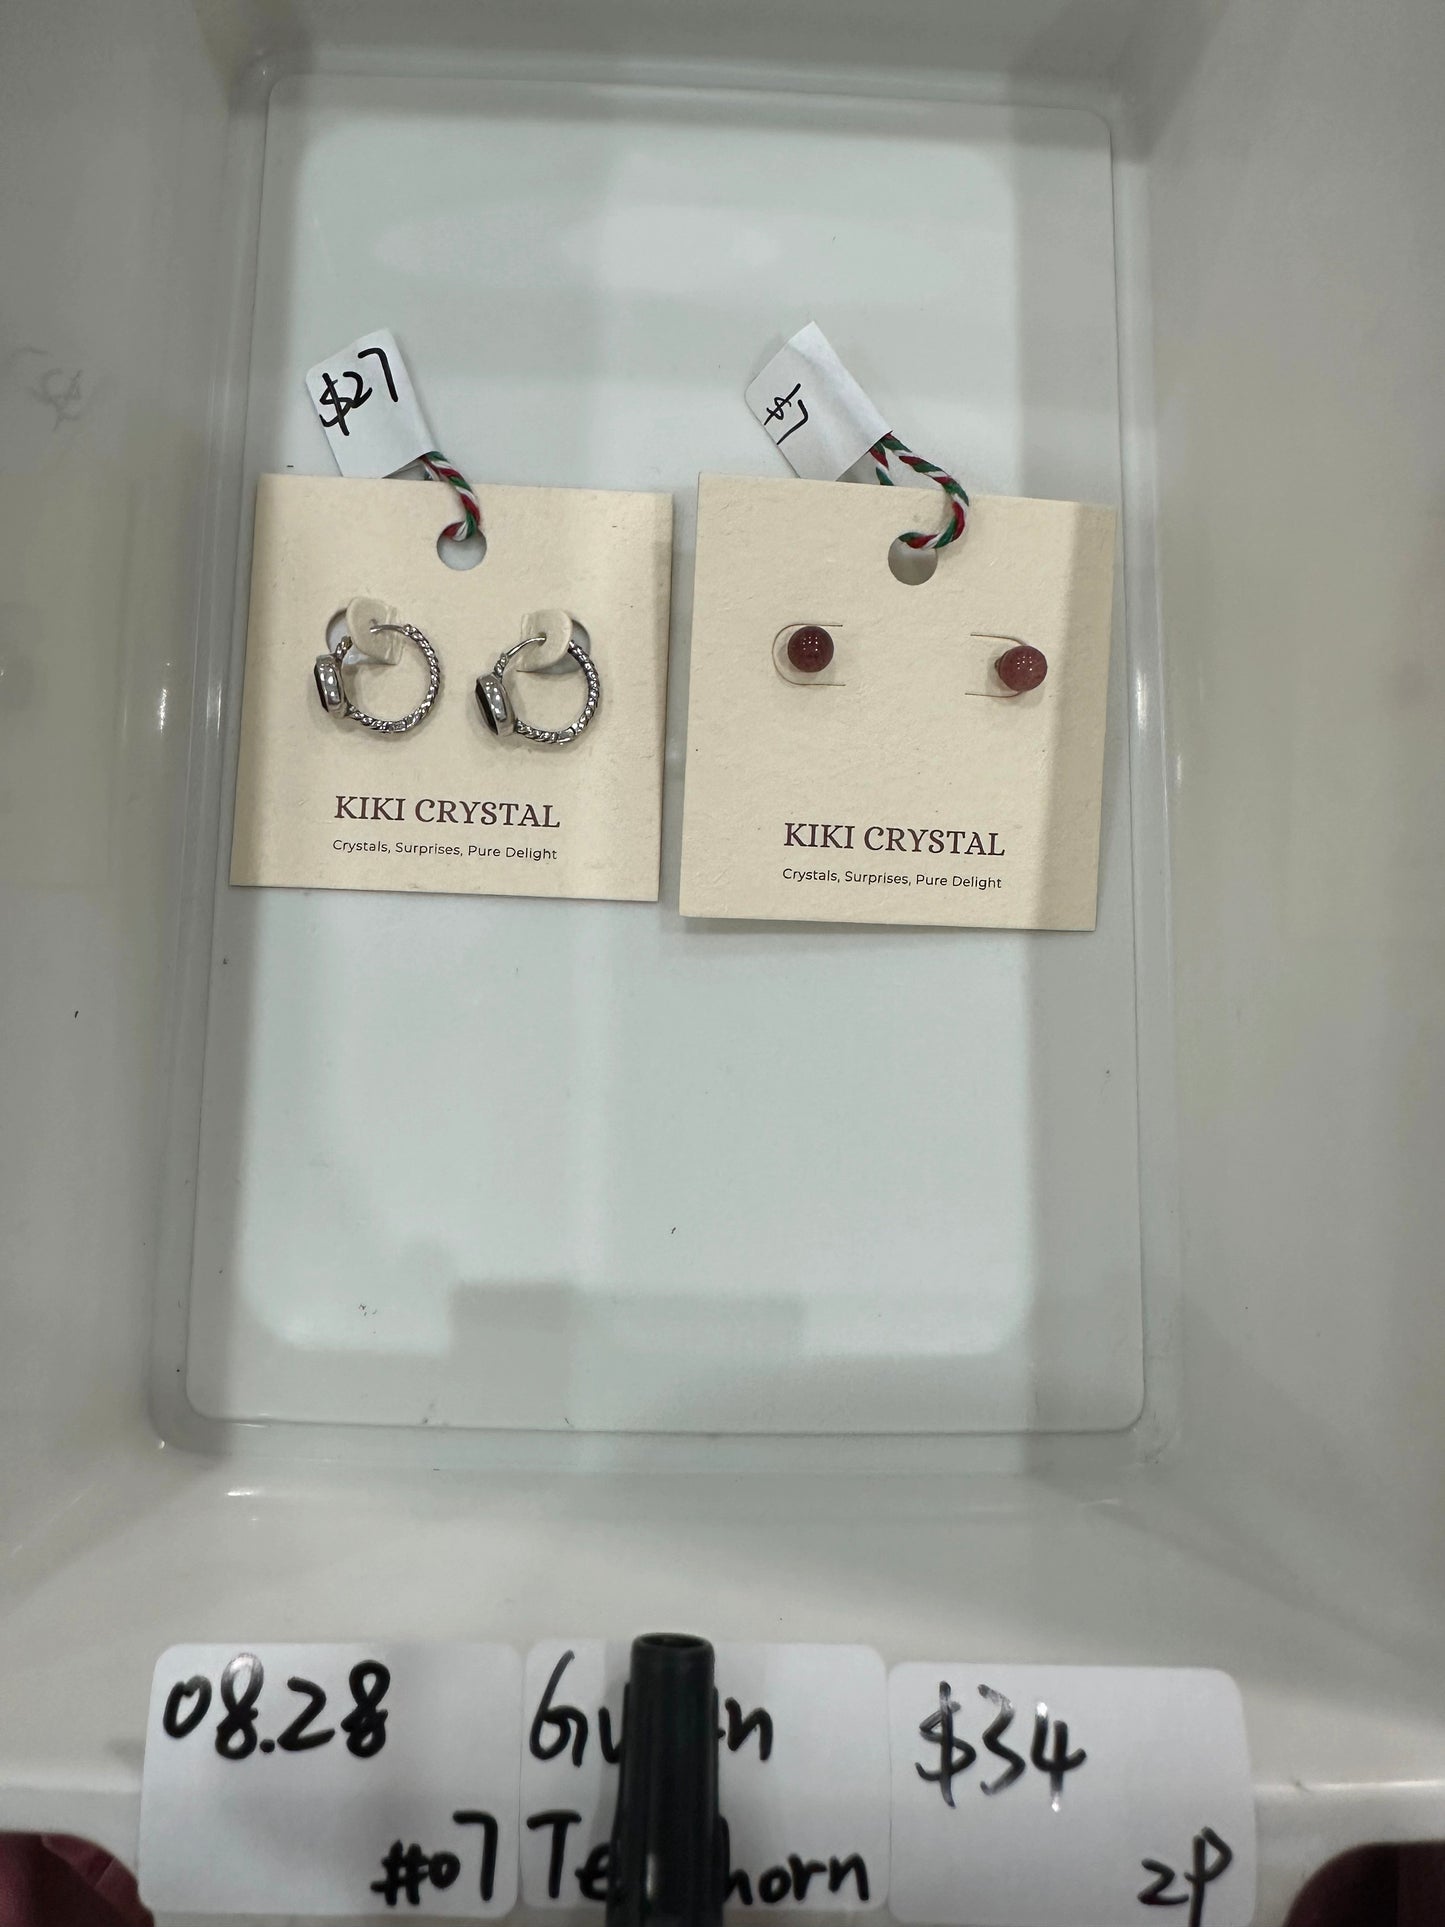 $27
$7
KIKI CRYSTAL
Crystals, Surprises, Pure Delight
KIKI CRYSTAL
Crystals, Surprises, Pure Delight
08.28
#07
$34
2P